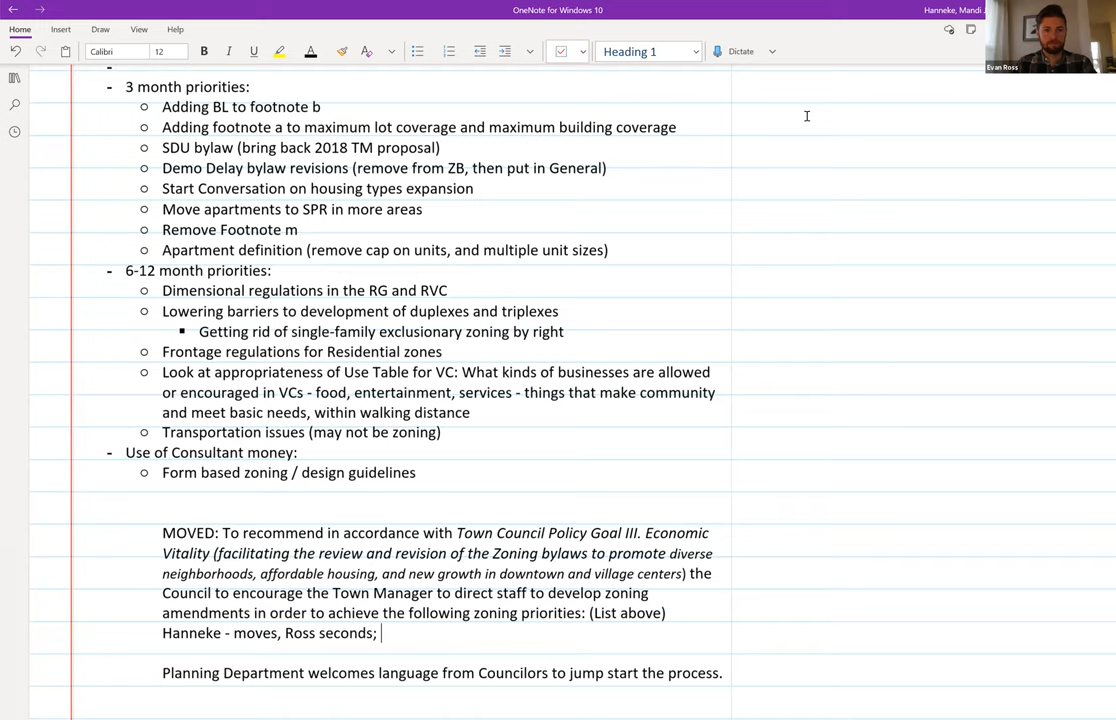 OneNote for Windows 10
Hanneke, Mandi J
Home Insert Draw View Help
Calibri 12 B I U A Heading 1 Dictate
Evan Ross
-
- 3 month priorities:
○ Adding BL to footnote b
○ Adding footnote a to maximum lot coverage and maximum building coverage
○ SDU bylaw (bring back 2018 TM proposal)
○ Demo Delay bylaw revisions (remove from ZB, then put in General)
○ Start Conversation on housing types expansion
○ Move apartments to SPR in more areas
○ Remove Footnote m
○ Apartment definition (remove cap on units, and multiple unit sizes)
- 6-12 month priorities:
○ Dimensional regulations in the RG and RVC
○ Lowering barriers to development of duplexes and triplexes
▪ Getting rid of single-family exclusionary zoning by right
○ Frontage regulations for Residential zones
○ Look at appropriateness of Use Table for VC: What kinds of businesses are allowed
or encouraged in VCs - food, entertainment, services - things that make community
and meet basic needs, within walking distance
○ Transportation issues (may not be zoning)
- Use of Consultant money:
○ Form based zoning / design guidelines
MOVED: To recommend in accordance with Town Council Policy Goal III. Economic
Vitality (facilitating the review and revision of the Zoning bylaws to promote diverse
neighborhoods, affordable housing, and new growth in downtown and village centers) the
Council to encourage the Town Manager to direct staff to develop zoning
amendments in order to achieve the following zoning priorities: (List above)
Hanneke - moves, Ross seconds;
Planning Department welcomes language from Councilors to jump start the process.